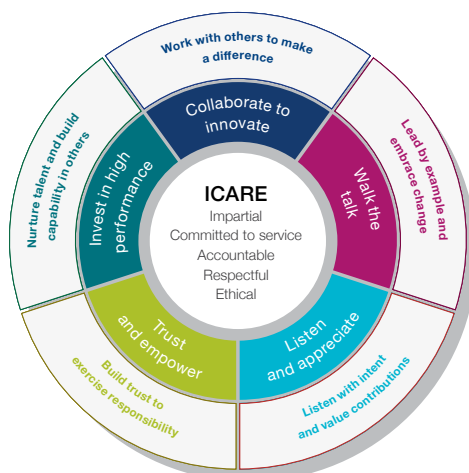 Work with others to make
a difference
Collaborate to
innovate
Lead by example and
embrace change
Walk the
talk
Listen with intent
and value contributions
Listen
and appreciate
Build trust to
exercise responsibility
Trust
and empower
Nurture talent and build
capability in others
Invest in high
performance
ICARE
Impartial
Committed to service
Accountable
Respectful
Ethical